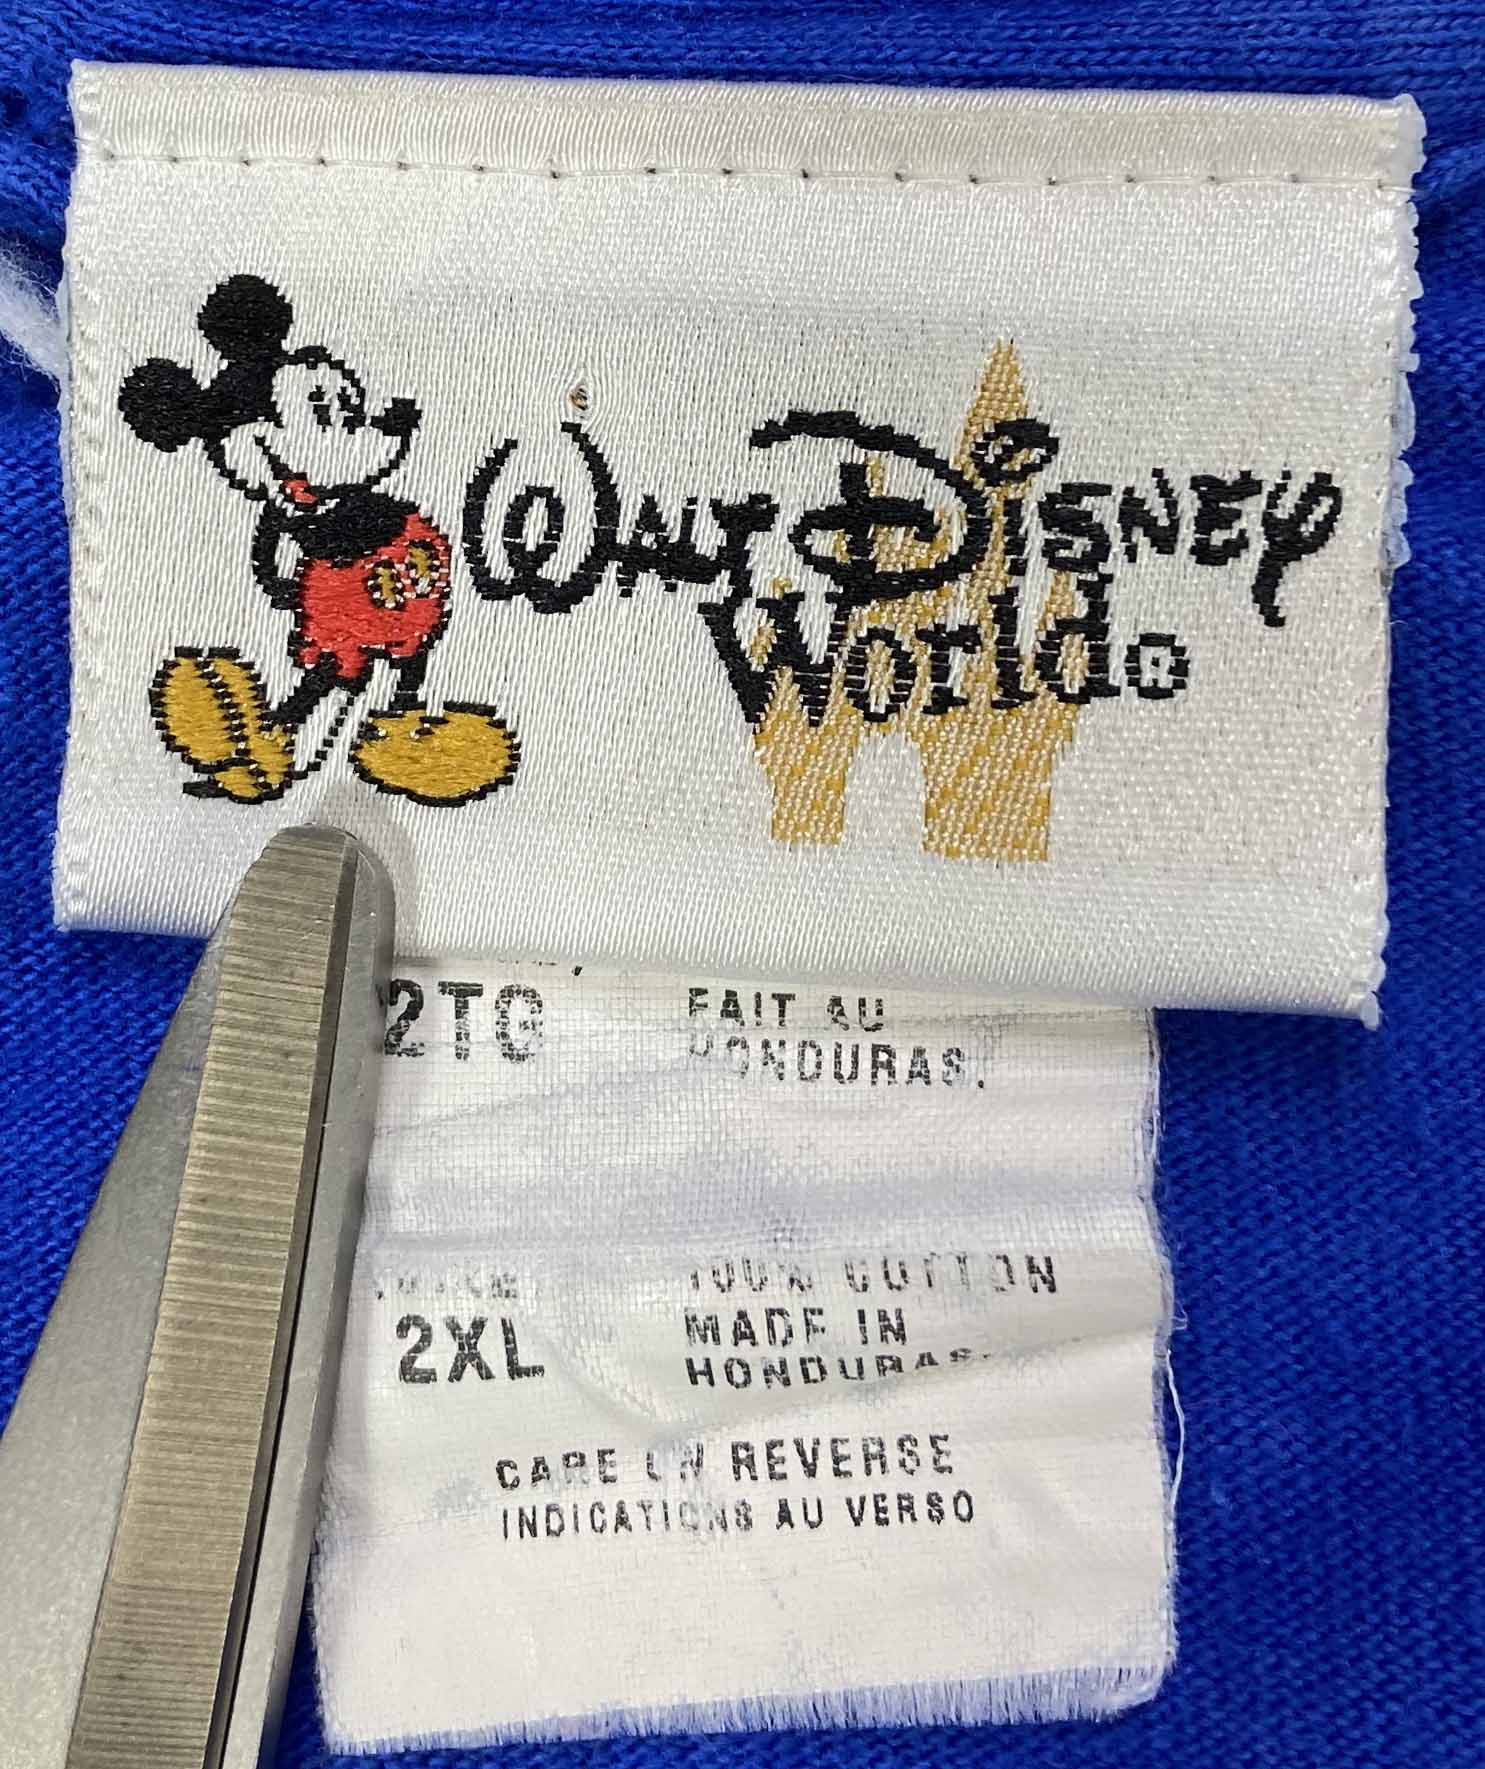 Walt Disney
World®
2TG
FAIT AU
HONDURAS.
100% COTTON
2XL
MADE IN
HONDURAS
CARE ON REVERSE
INDICATIONS AU VERSO